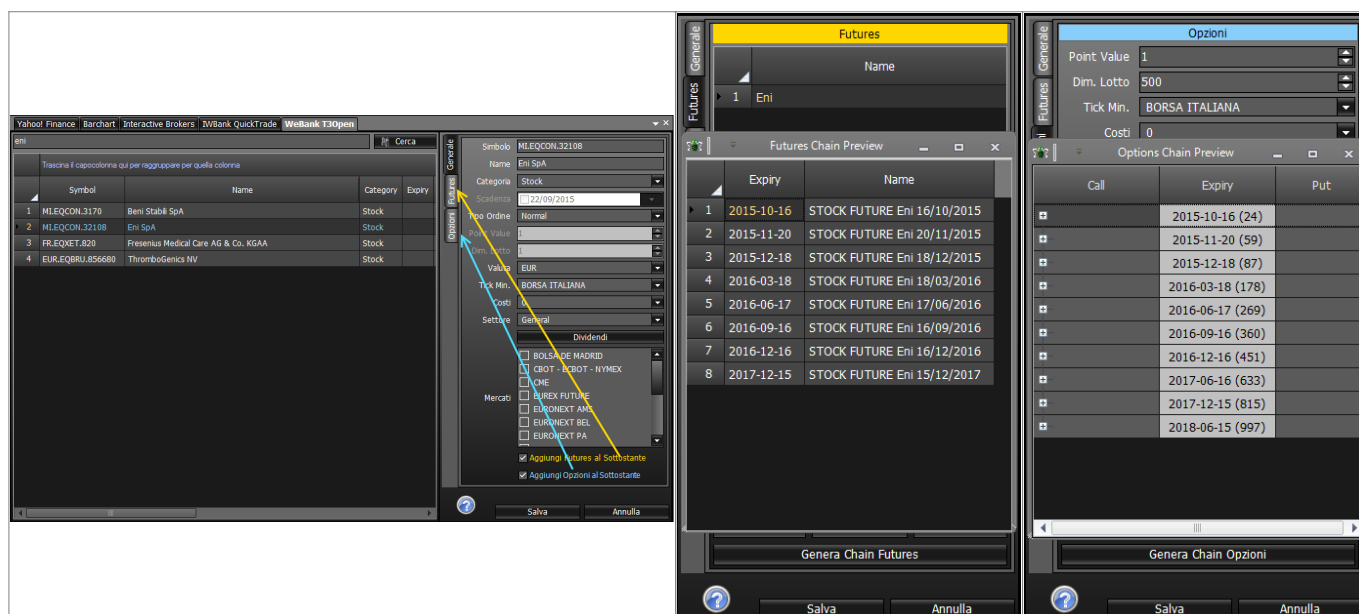 Yahoo! Finance Barchart Interactive Brokers IWBank QuickTrade WeBank T3Open
eni Cerca
Trascina il capocolonna qui per raggruppare per quella colonna
Symbol Name Category Expiry
1 MI.EQCON.3170 Beni Stabili SpA Stock
2 MI.EQCON.32108 Eni SpA Stock
3 FR.EQXET.820 Fresenius Medical Care AG & Co. KGAA Stock
4 EUR.EQBRU.856680 ThromboGenics NV Stock
Generale
Futures
Opzioni
Simbolo MI.EQCON.32108
Name Eni SpA
Categoria Stock
Scadenza 22/09/2015
Tipo Ordine Normal
Point Value 1
Dim. Lotto 1
Valuta EUR
Tick Min. BORSA ITALIANA
Costi 0
Settore General
Dividendi
Mercati
BOLSA DE MADRID
CBOT - ECBOT - NYMEX
CME
EUREX FUTURE
EURONEXT AMS
EURONEXT BEL
EURONEXT PA
Aggiungi Futures al Sottostante
Aggiungi Opzioni al Sottostante
? Salva Annulla
Generale
Futures
Futures
Name
1 Eni
Futures Chain Preview
Expiry Name
1 2015-10-16 STOCK FUTURE Eni 16/10/2015
2 2015-11-20 STOCK FUTURE Eni 20/11/2015
3 2015-12-18 STOCK FUTURE Eni 18/12/2015
4 2016-03-18 STOCK FUTURE Eni 18/03/2016
5 2016-06-17 STOCK FUTURE Eni 17/06/2016
6 2016-09-16 STOCK FUTURE Eni 16/09/2016
7 2016-12-16 STOCK FUTURE Eni 16/12/2016
8 2017-12-15 STOCK FUTURE Eni 15/12/2017
Genera Chain Futures
? Salva Annulla
Generale
Futures
Opzioni
Point Value 1
Dim. Lotto 500
Tick Min. BORSA ITALIANA
Costi 0
Options Chain Preview
Call Expiry Put
2015-10-16 (24)
2015-11-20 (59)
2015-12-18 (87)
2016-03-18 (178)
2016-06-17 (269)
2016-09-16 (360)
2016-12-16 (451)
2017-06-16 (633)
2017-12-15 (815)
2018-06-15 (997)
Genera Chain Opzioni
? Salva Annulla